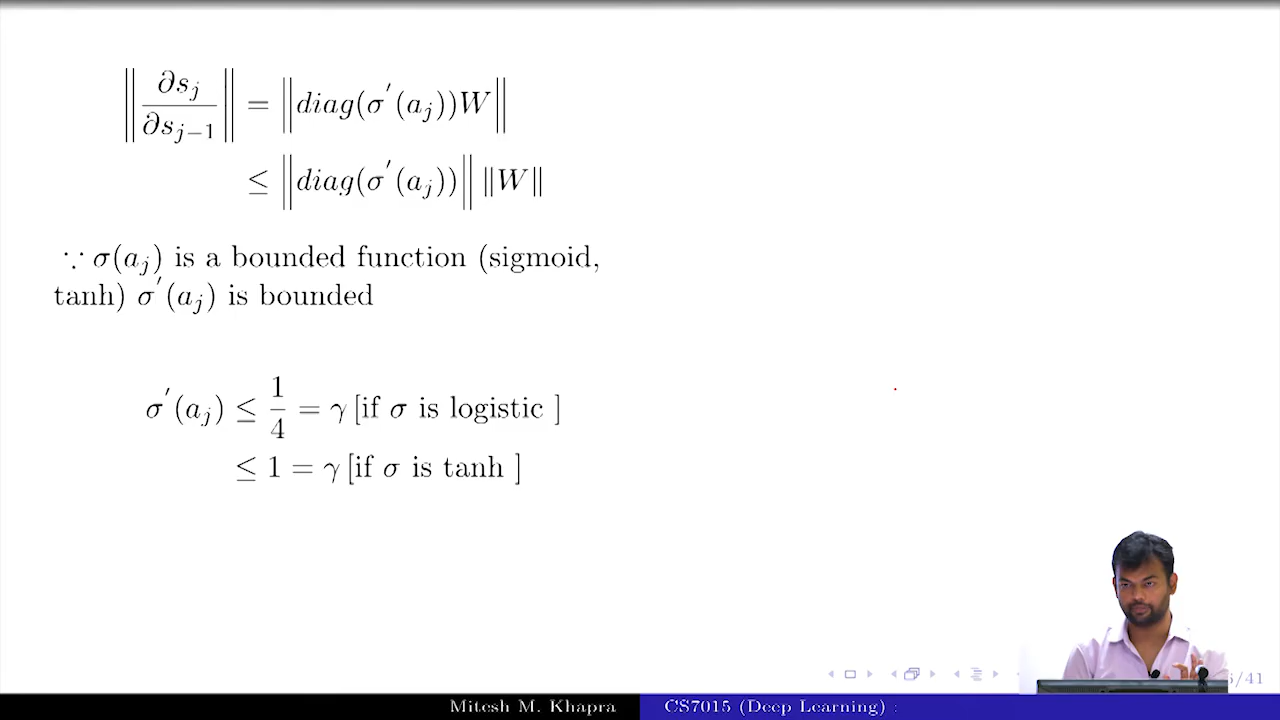 ‖∂s_j/∂s_{j−1}‖ = ‖diag(σ′(a_j))W‖
≤ ‖diag(σ′(a_j))‖ ‖W‖
∵ σ(a_j) is a bounded function (sigmoid,
tanh) σ′(a_j) is bounded
σ′(a_j) ≤ 1/4 = γ [if σ is logistic ]
≤ 1 = γ [if σ is tanh ]
/41
Mitesh M. Khapra CS7015 (Deep Learning) :